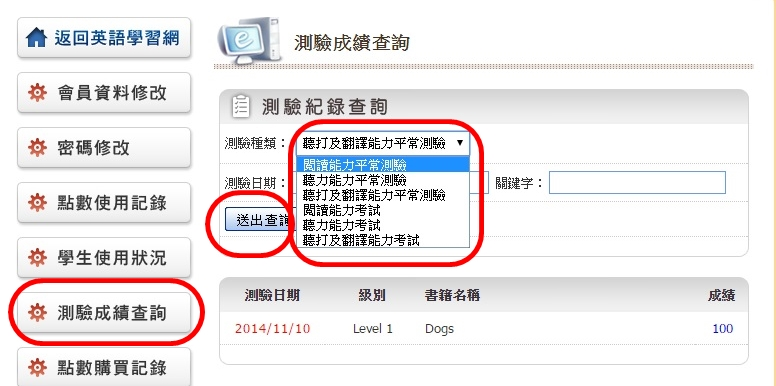 返回英語學習網
會員資料修改
密碼修改
點數使用記錄
學生使用狀況
測驗成績查詢
點數購買記錄
測驗成績查詢
測驗紀錄查詢
測驗種類： 聽打及翻譯能力平常測驗
閱讀能力平常測驗
聽力能力平常測驗
聽打及翻譯能力平常測驗
閱讀能力考試
聽力能力考試
聽打及翻譯能力考試
測驗日期： 關鍵字：
送出查詢
測驗日期 級別 書籍名稱 成績
2014/11/10 Level 1 Dogs 100